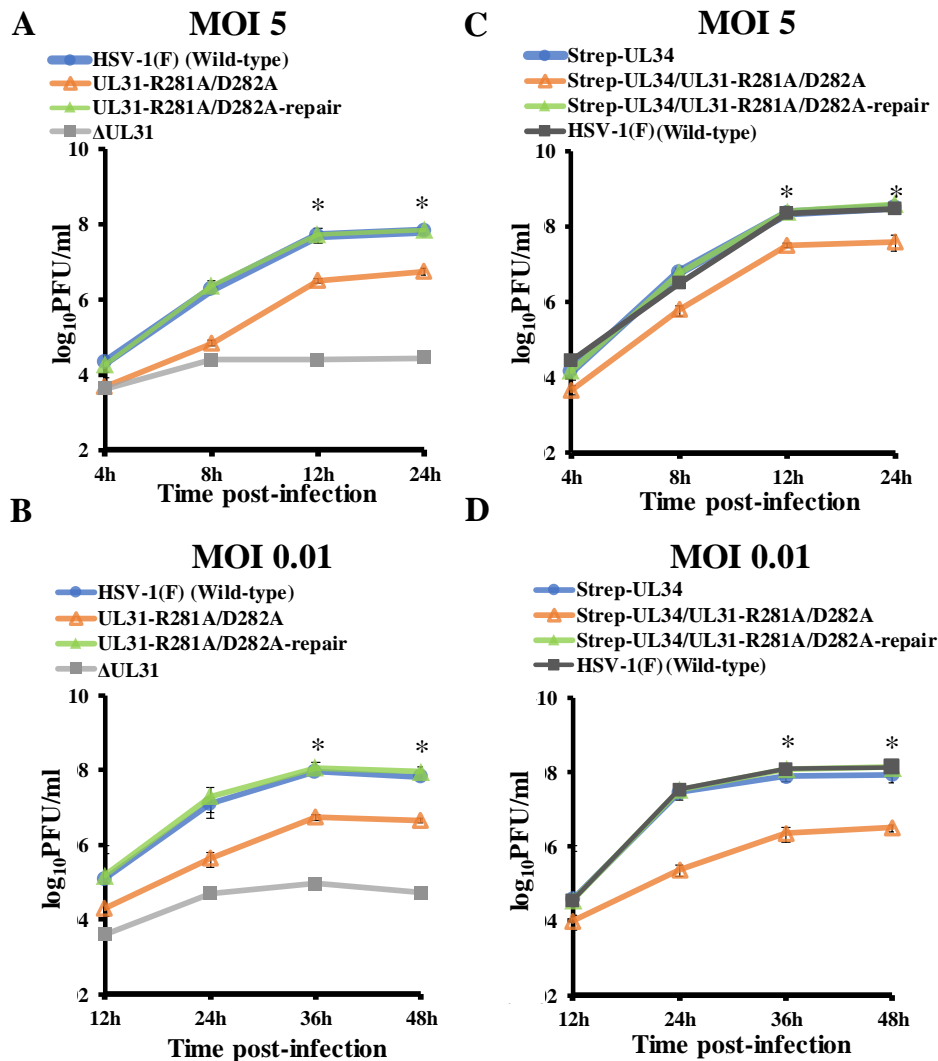 A
MOI 5
HSV-1(F) (Wild-type)
UL31-R281A/D282A
UL31-R281A/D282A-repair
ΔUL31
10
8
6
4
2
log10PFU/ml
*
*
4h
8h
12h
24h
Time post-infection
B
MOI 0.01
HSV-1(F) (Wild-type)
UL31-R281A/D282A
UL31-R281A/D282A-repair
ΔUL31
10
8
6
4
2
log10PFU/ml
*
*
12h
24h
36h
48h
Time post-infection
C
MOI 5
Strep-UL34
Strep-UL34/UL31-R281A/D282A
Strep-UL34/UL31-R281A/D282A-repair
HSV-1(F) (Wild-type)
10
8
6
4
2
log10PFU/ml
*
*
4h
8h
12h
24h
Time post-infection
D
MOI 0.01
Strep-UL34
Strep-UL34/UL31-R281A/D282A
Strep-UL34/UL31-R281A/D282A-repair
HSV-1(F) (Wild-type)
10
8
6
4
2
log10PFU/ml
*
*
12h
24h
36h
48h
Time post-infection